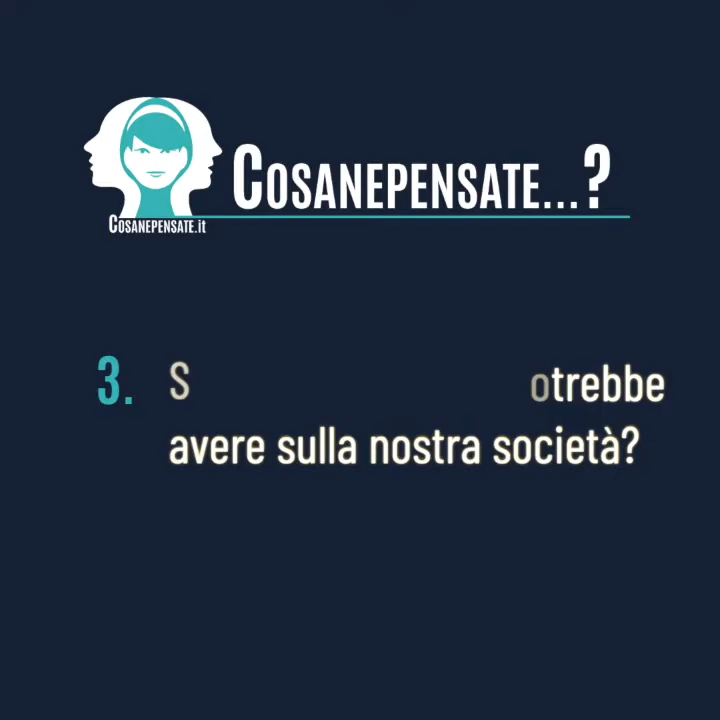 COSANEPENSATE...?
COSANEPENSATE.it
3. S otrebbe
avere sulla nostra società?